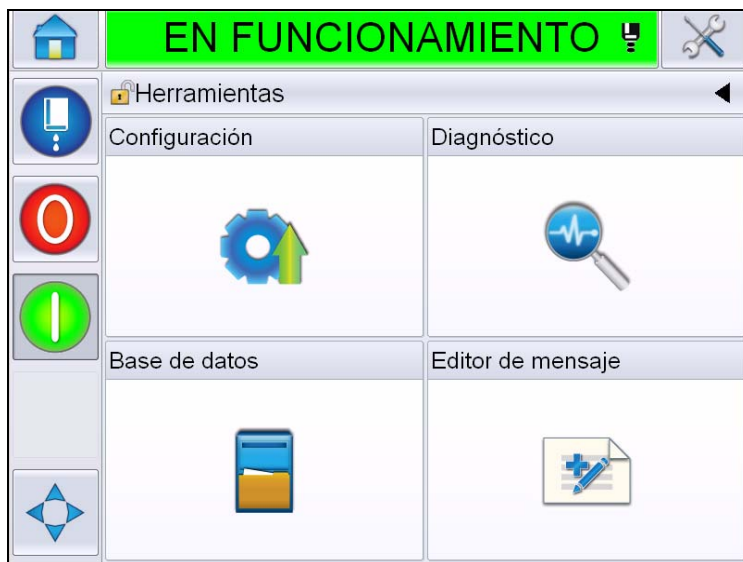 EN FUNCIONAMIENTO
Herramientas
Configuración
Diagnóstico
Base de datos
Editor de mensaje